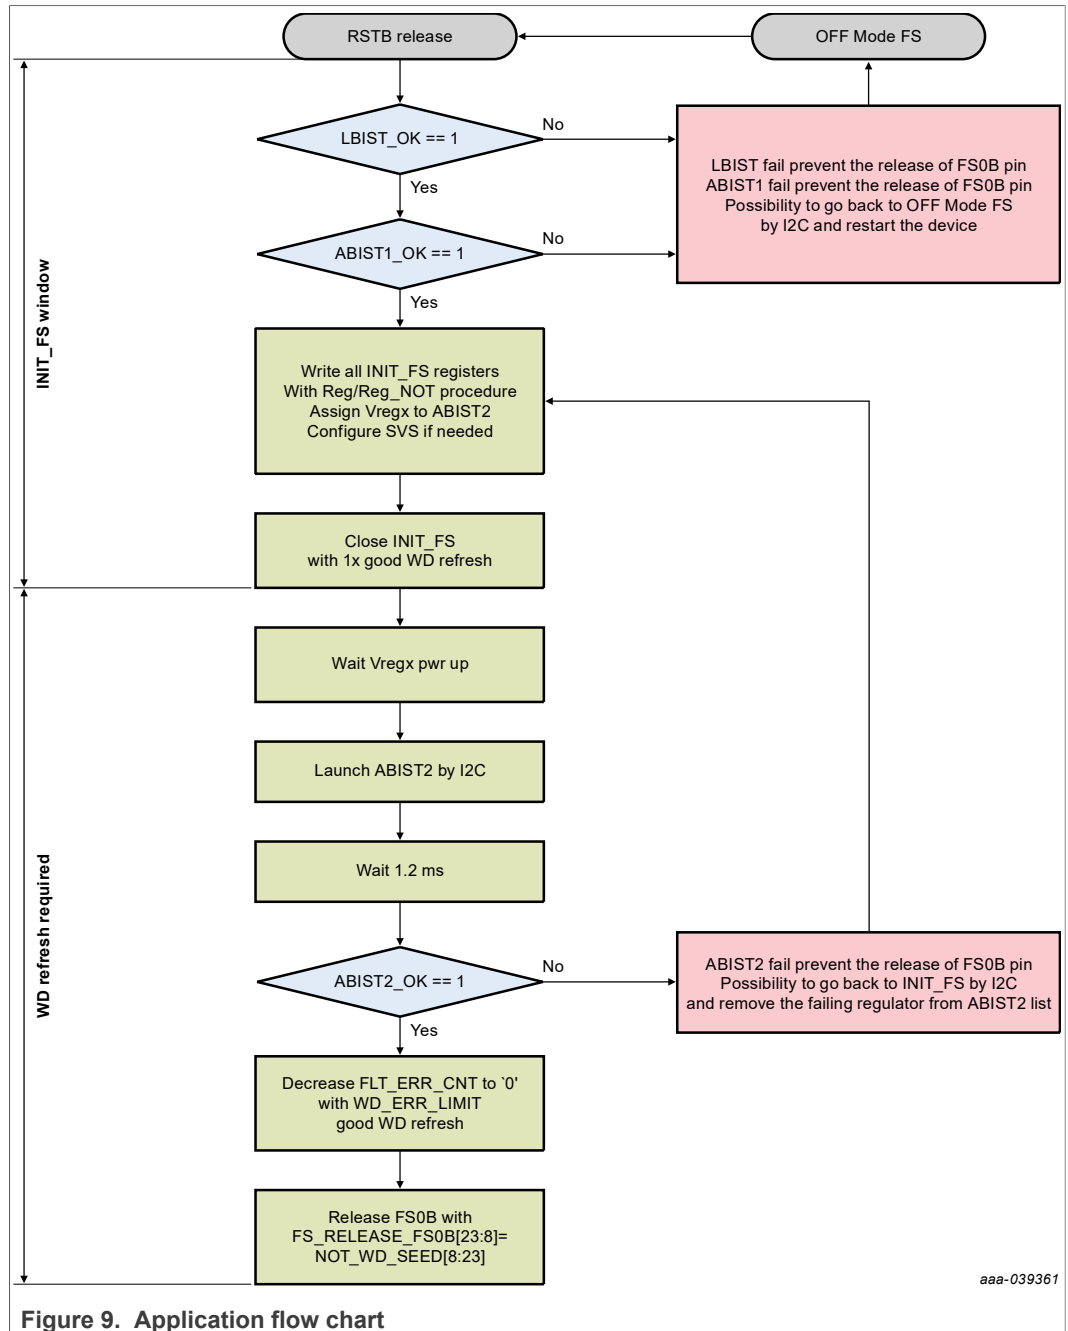 RSTB release
OFF Mode FS
LBIST_OK == 1
No
Yes
LBIST fail prevent the release of FS0B pin
ABIST1 fail prevent the release of FS0B pin
Possibility to go back to OFF Mode FS
by I2C and restart the device
ABIST1_OK == 1
No
Yes
INIT_FS window
Write all INIT_FS registers
With Reg/Reg_NOT procedure
Assign Vregx to ABIST2
Configure SVS if needed
Close INIT_FS
with 1x good WD refresh
Wait Vregx pwr up
Launch ABIST2 by I2C
Wait 1.2 ms
WD refresh required
ABIST2_OK == 1
No
Yes
ABIST2 fail prevent the release of FS0B pin
Possibility to go back to INIT_FS by I2C
and remove the failing regulator from ABIST2 list
Decrease FLT_ERR_CNT to `0'
with WD_ERR_LIMIT
good WD refresh
Release FS0B with
FS_RELEASE_FS0B[23:8]=
NOT_WD_SEED[8:23]
aaa-039361
Figure 9. Application flow chart